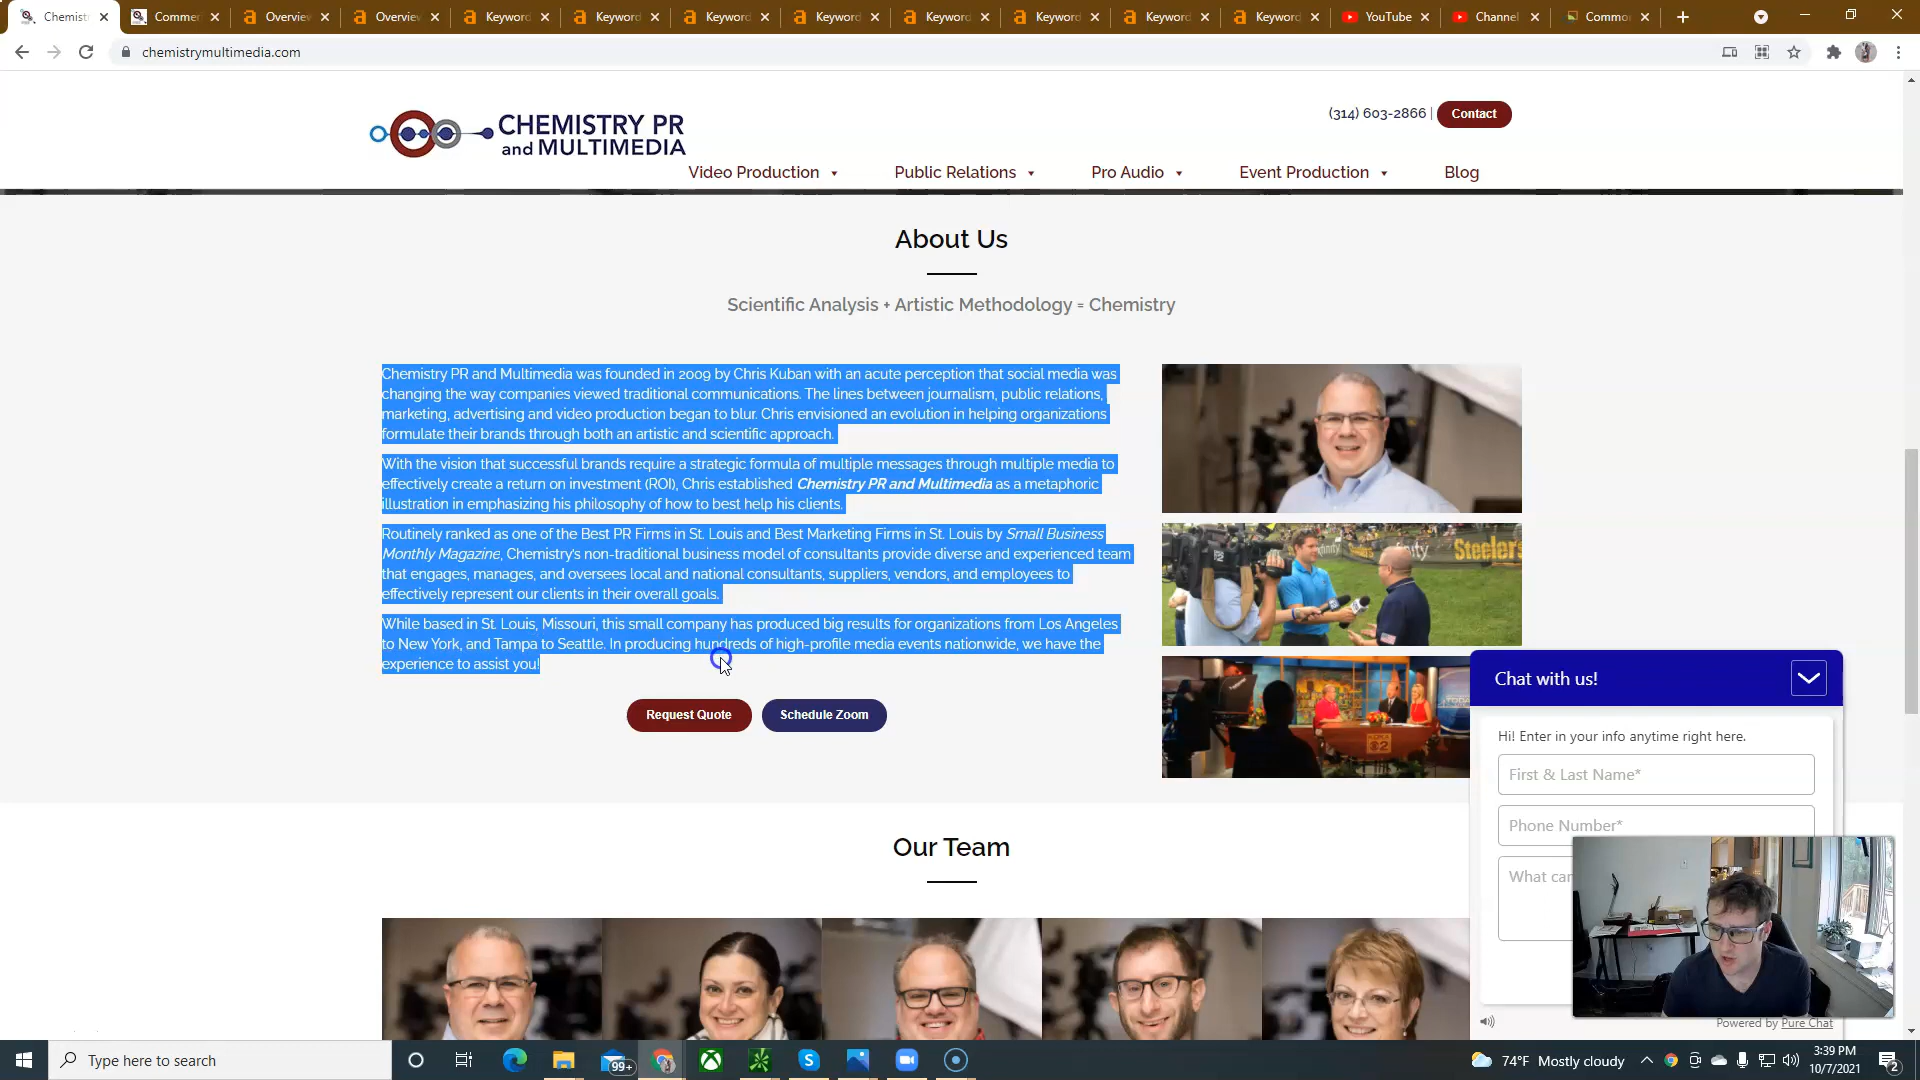 Chemist
Commer
Overview
Overview
Keyword
Keyword
Keyword
Keyword
Keyword
Keyword
Keyword
Keyword
YouTube
Channel
Commo
chemistrymultimedia.com
CHEMISTRY PR
and MULTIMEDIA
(314) 603-2866 |
Contact
Video Production
Public Relations
Pro Audio
Event Production
Blog
About Us
Scientific Analysis + Artistic Methodology = Chemistry
Chemistry PR and Multimedia was founded in 2009 by Chris Kuban with an acute perception that social media was
changing the way companies viewed traditional communications. The lines between journalism, public relations,
marketing, advertising and video production began to blur. Chris envisioned an evolution in helping organizations
formulate their brands through both an artistic and scientific approach.
With the vision that successful brands require a strategic formula of multiple messages through multiple media to
effectively create a return on investment (ROI), Chris established Chemistry PR and Multimedia as a metaphoric
illustration in emphasizing his philosophy of how to best help his clients.
Routinely ranked as one of the Best PR Firms in St. Louis and Best Marketing Firms in St. Louis by Small Business
Monthly Magazine, Chemistry's non-traditional business model of consultants provide diverse and experienced team
that engages, manages, and oversees local and national consultants, suppliers, vendors, and employees to
effectively represent our clients in their overall goals.
While based in St. Louis, Missouri, this small company has produced big results for organizations from Los Angeles
to New York, and Tampa to Seattle. In producing hundreds of high-profile media events nationwide, we have the
experience to assist you!
Request Quote
Schedule Zoom
xfinity
Steelers
2
Our Team
Chat with us!
Hi! Enter in your info anytime right here.
First & Last Name*
Phone Number*
What can
Powered by Pure Chat
Type here to search
99+
74°F Mostly cloudy
3:39 PM
10/7/2021
2